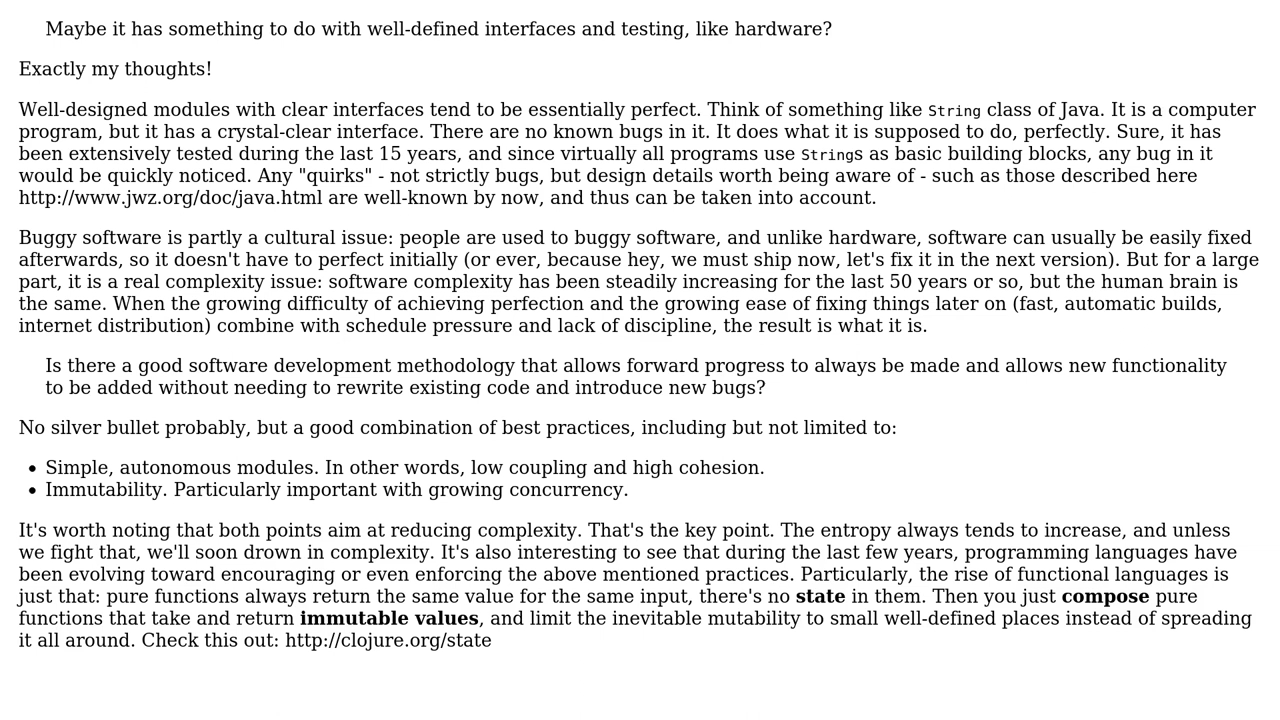 Maybe it has something to do with well-defined interfaces and testing, like hardware?
Exactly my thoughts!
Well-designed modules with clear interfaces tend to be essentially perfect. Think of something like String class of Java. It is a computer
program, but it has a crystal-clear interface. There are no known bugs in it. It does what it is supposed to do, perfectly. Sure, it has
been extensively tested during the last 15 years, and since virtually all programs use Strings as basic building blocks, any bug in it
would be quickly noticed. Any "quirks" - not strictly bugs, but design details worth being aware of - such as those described here
http://www.jwz.org/doc/java.html are well-known by now, and thus can be taken into account.
Buggy software is partly a cultural issue: people are used to buggy software, and unlike hardware, software can usually be easily fixed
afterwards, so it doesn't have to perfect initially (or ever, because hey, we must ship now, let's fix it in the next version). But for a large
part, it is a real complexity issue: software complexity has been steadily increasing for the last 50 years or so, but the human brain is
the same. When the growing difficulty of achieving perfection and the growing ease of fixing things later on (fast, automatic builds,
internet distribution) combine with schedule pressure and lack of discipline, the result is what it is.
Is there a good software development methodology that allows forward progress to always be made and allows new functionality
to be added without needing to rewrite existing code and introduce new bugs?
No silver bullet probably, but a good combination of best practices, including but not limited to:
• Simple, autonomous modules. In other words, low coupling and high cohesion.
• Immutability. Particularly important with growing concurrency.
It's worth noting that both points aim at reducing complexity. That's the key point. The entropy always tends to increase, and unless
we fight that, we'll soon drown in complexity. It's also interesting to see that during the last few years, programming languages have
been evolving toward encouraging or even enforcing the above mentioned practices. Particularly, the rise of functional languages is
just that: pure functions always return the same value for the same input, there's no state in them. Then you just compose pure
functions that take and return immutable values, and limit the inevitable mutability to small well-defined places instead of spreading
it all around. Check this out: http://clojure.org/state